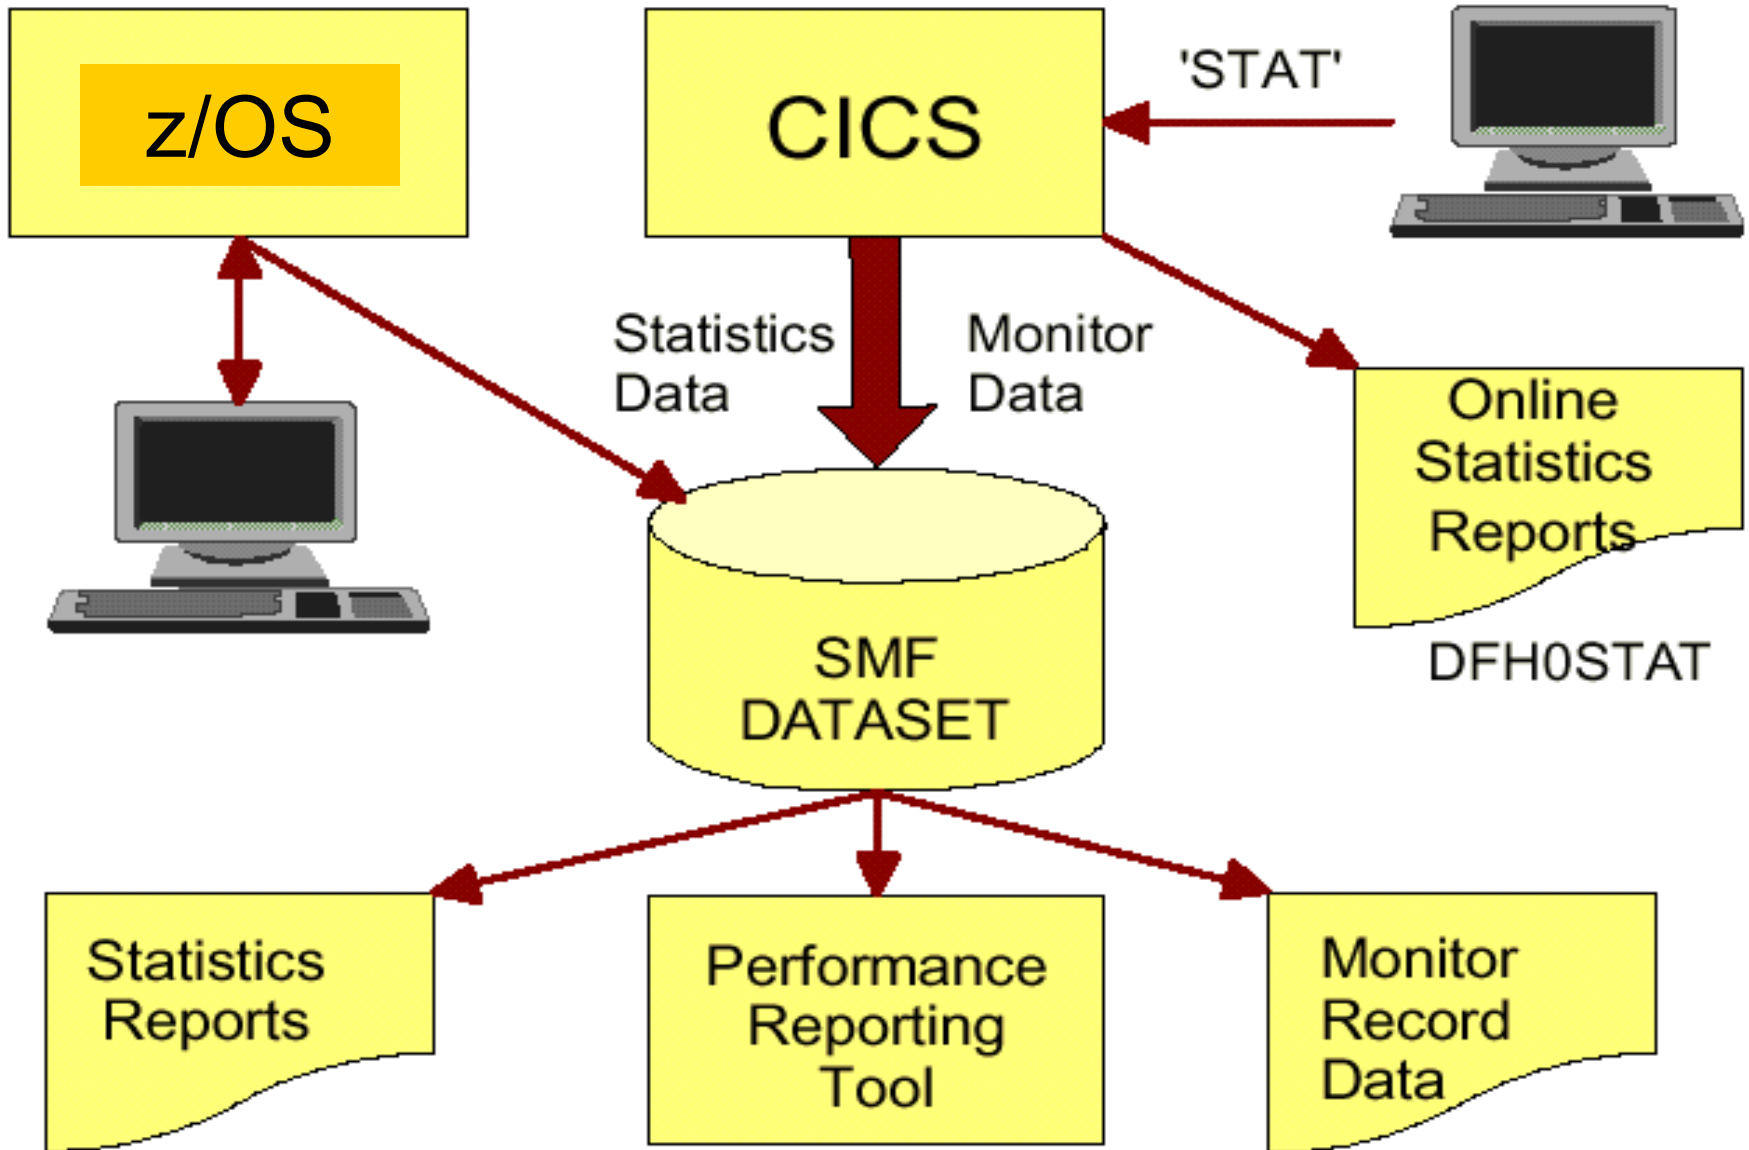 z/OS
CICS
'STAT'
Statistics
Data
Monitor
Data
Online
Statistics
Reports
DFH0STAT
SMF
DATASET
Statistics
Reports
Performance
Reporting
Tool
Monitor
Record
Data